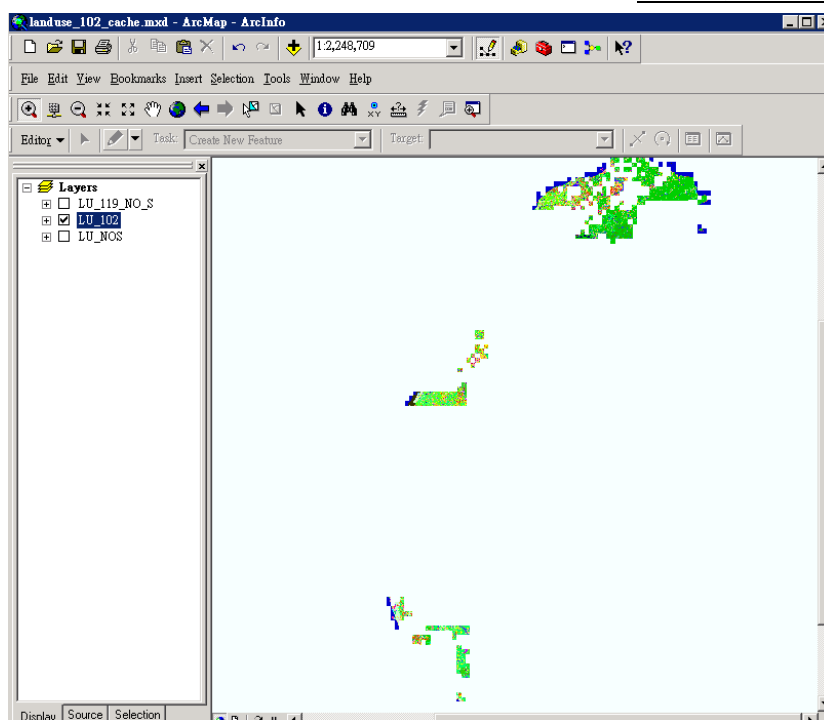 landuse_102_cache.mxd - ArcMap - ArcInfo
1:2,248,709
File Edit View Bookmarks Insert Selection Tools Window Help
Editor Task: Create New Feature Target:
Layers
LU_119_NO_S
LU_102
LU_NOS
Display Source Selection